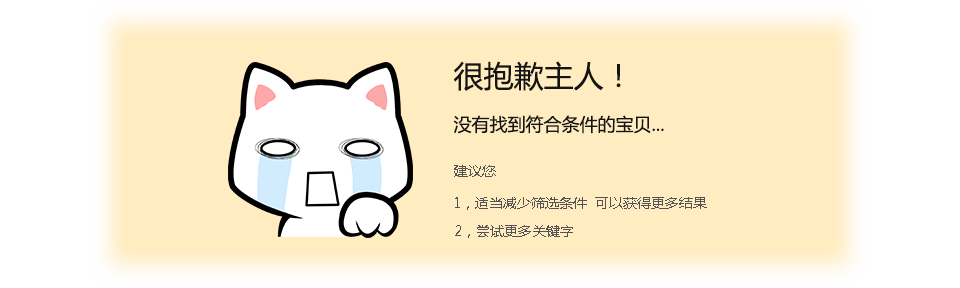 很抱歉主人！
没有找到符合条件的宝贝...
建议您
1，适当减少筛选条件 可以获得更多结果
2，尝试更多关键字